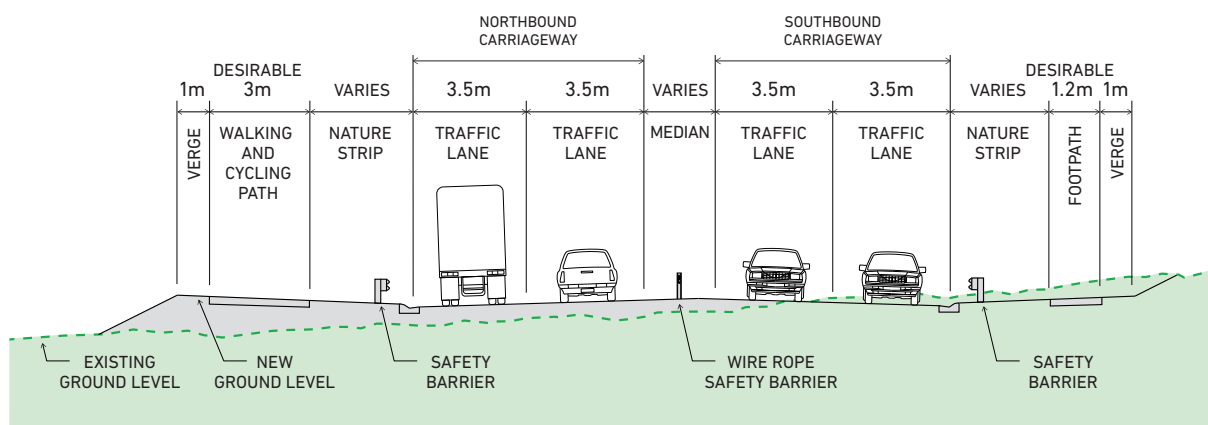 NORTHBOUND
CARRIAGEWAY
SOUTHBOUND
CARRIAGEWAY
1m
DESIRABLE
3m
VARIES
3.5m
3.5m
VARIES
3.5m
3.5m
VARIES
DESIRABLE
1.2m
1m
VERGE
WALKING
AND
CYCLING
PATH
NATURE
STRIP
TRAFFIC
LANE
TRAFFIC
LANE
MEDIAN
TRAFFIC
LANE
TRAFFIC
LANE
NATURE
STRIP
FOOTPATH
VERGE
EXISTING
GROUND LEVEL
NEW
GROUND LEVEL
SAFETY
BARRIER
WIRE ROPE
SAFETY BARRIER
SAFETY
BARRIER